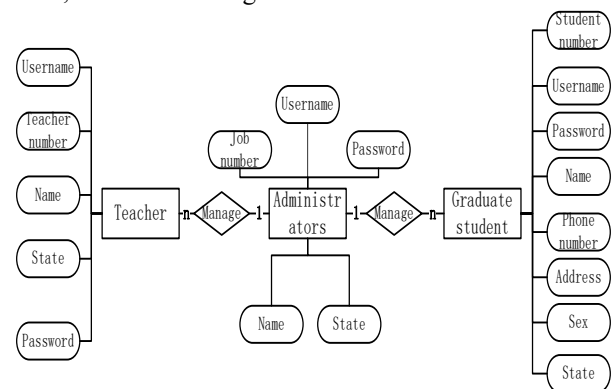 Student
number
Username
Username
Username
Teacher
number
Job
number
Password
Password
Name
Name
Teacher
n
Manage
1
Administr
ators
1
Manage
n
Graduate
student
State
Phone
number
Address
Name
State
Sex
Password
State